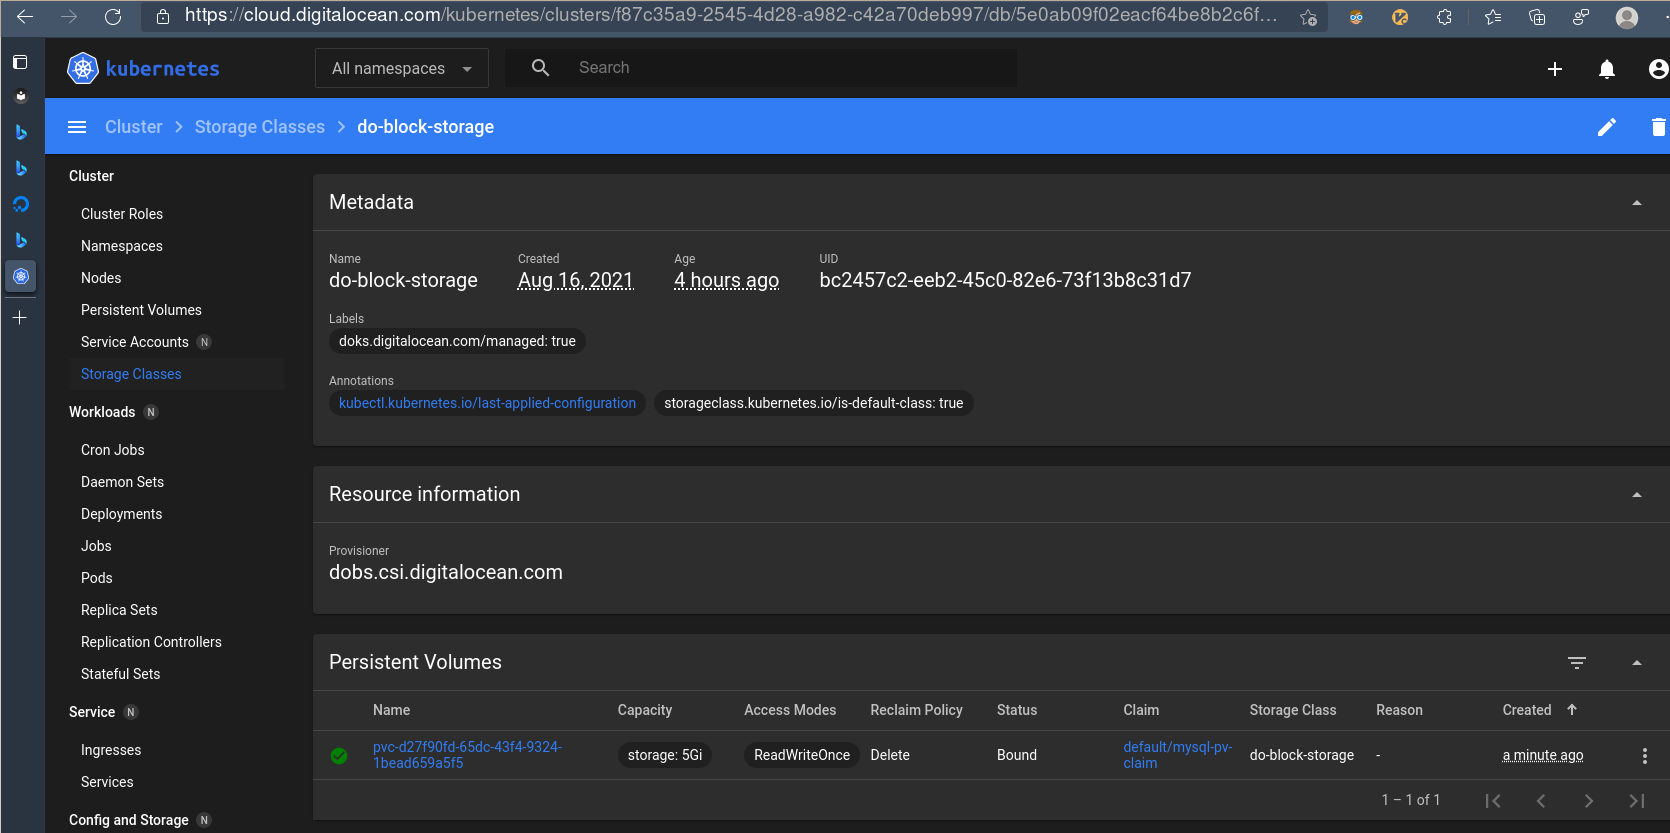 https://cloud.digitalocean.com/kubernetes/clusters/f87c35a9-2545-4d28-a982-c42a70deb997/db/5e0ab09f02eacf64be8b2c6f...
kubernetes
All namespaces
Search
Cluster > Storage Classes > do-block-storage
Cluster
Cluster Roles
Namespaces
Nodes
Persistent Volumes
Service Accounts N
Storage Classes
Workloads N
Cron Jobs
Daemon Sets
Deployments
Jobs
Pods
Replica Sets
Replication Controllers
Stateful Sets
Service N
Ingresses
Services
Config and Storage N
Metadata
Name Created Age UID
do-block-storage Aug 16, 2021 4 hours ago bc2457c2-eeb2-45c0-82e6-73f13b8c31d7
Labels
doks.digitalocean.com/managed: true
Annotations
kubectl.kubernetes.io/last-applied-configuration storageclass.kubernetes.io/is-default-class: true
Resource information
Provisioner
dobs.csi.digitalocean.com
Persistent Volumes
Name Capacity Access Modes Reclaim Policy Status Claim Storage Class Reason Created
pvc-d27f90fd-65dc-43f4-9324-
1bead659a5f5
storage: 5Gi ReadWriteOnce Delete Bound
default/mysql-pv-
claim
do-block-storage - a minute ago
1 – 1 of 1